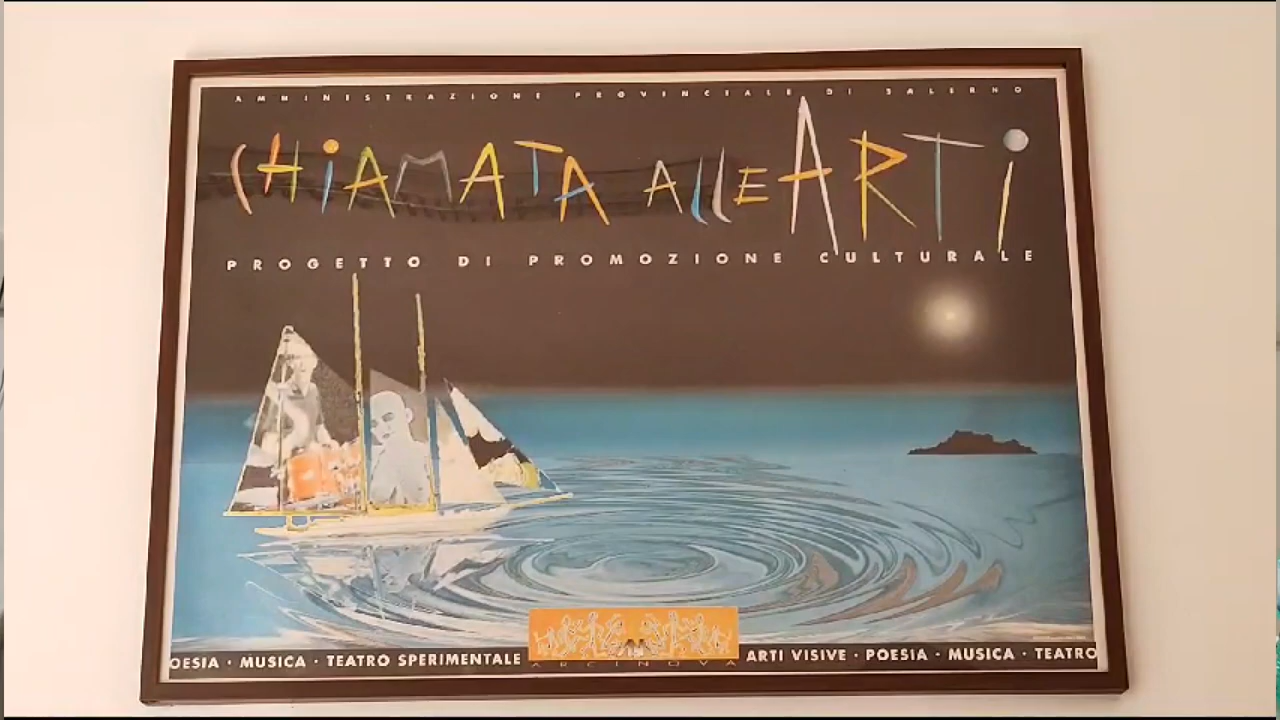 AMMINISTRAZIONE PROVINCIALE DI SALERNO
CHiAMATA ALLE ARTi
PROGETTO DI PROMOZIONE CULTURALE
OESIA · MUSICA · TEATRO SPERIMENTALE
ARCINOVA
ARTI VISIVE · POESIA · MUSICA · TEATRO